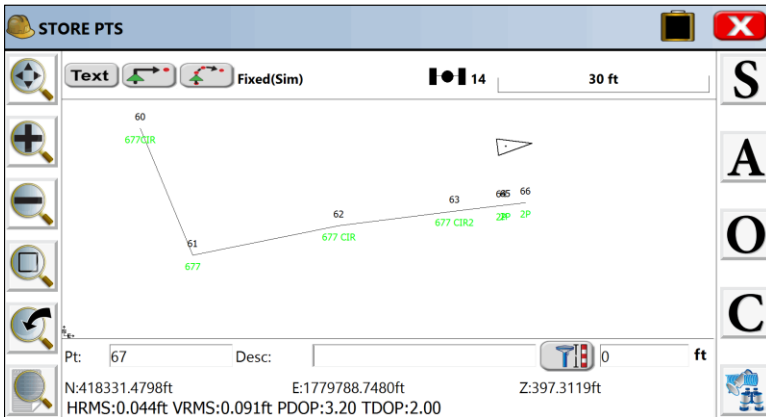 STORE PTS
Text Fixed(Sim) 14 30 ft
S
A
O
C
60
677CIR
61
677
62
677 CIR
63
677 CIR2
65
66
2P
2P
Pt: 67 Desc: 0 ft
N:418331.4798ft E:1779788.7480ft Z:397.3119ft
HRMS:0.044ft VRMS:0.091ft PDOP:3.20 TDOP:2.00